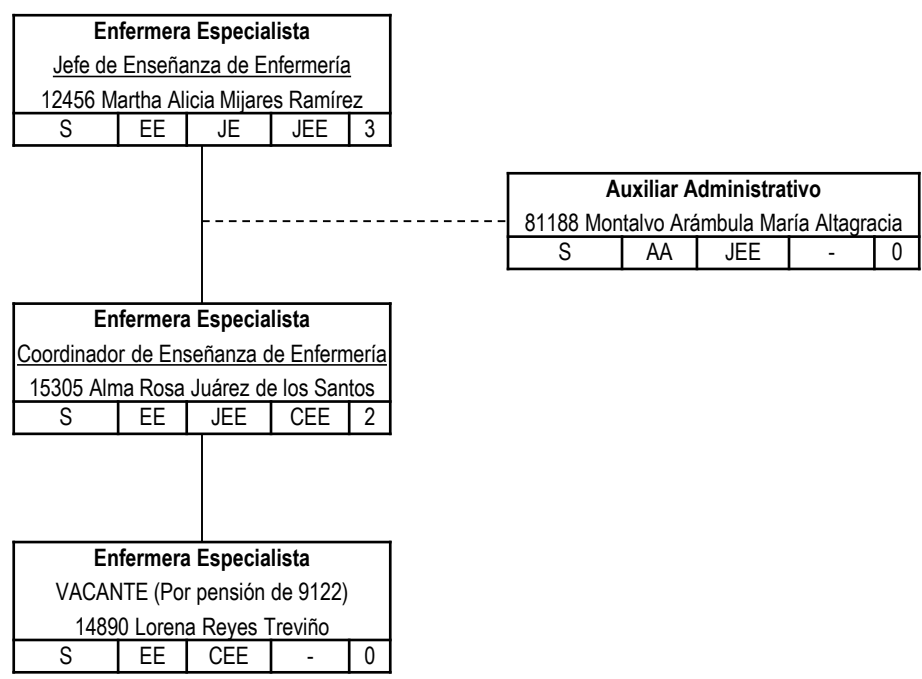 Enfermera Especialista
Jefe de Enseñanza de Enfermería
12456 Martha Alicia Mijares Ramírez
S EE JE JEE 3
Auxiliar Administrativo
81188 Montalvo Arámbula María Altagracia
S AA JEE - 0
Enfermera Especialista
Coordinador de Enseñanza de Enfermería
15305 Alma Rosa Juárez de los Santos
S EE JEE CEE 2
Enfermera Especialista
VACANTE (Por pensión de 9122)
14890 Lorena Reyes Treviño
S EE CEE - 0